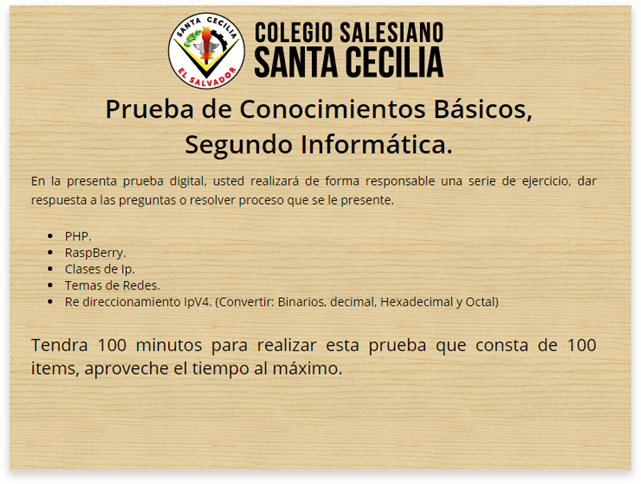 SANTA CECILIA
EL SALVADOR
COLEGIO SALESIANO
SANTA CECILIA
Prueba de Conocimientos Básicos,
Segundo Informática.
En la presenta prueba digital, usted realizará de forma responsable una serie de ejercicio, dar
respuesta a las preguntas o resolver proceso que se le presente.
• PHP.
• RaspBerry.
• Clases de Ip.
• Temas de Redes.
• Re direccionamiento IpV4. (Convertir: Binarios, decimal, Hexadecimal y Octal)
Tendra 100 minutos para realizar esta prueba que consta de 100
items, aproveche el tiempo al máximo.